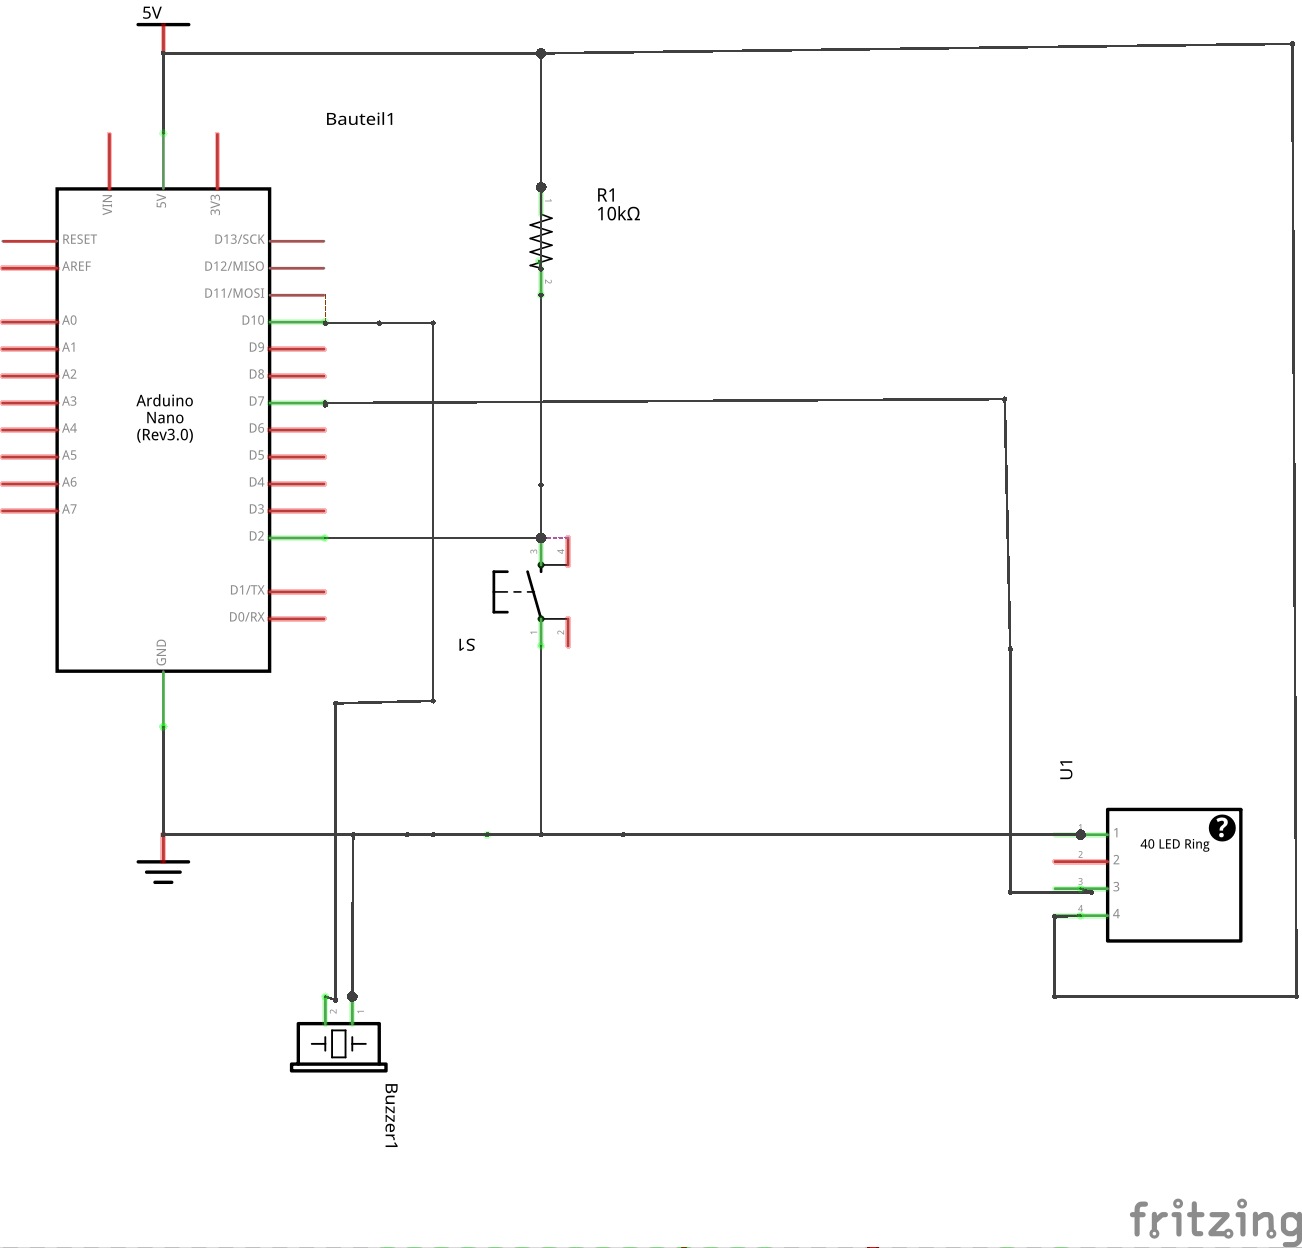 5V
Bauteil1
VIN
5V
3V3
R1
10kΩ
1
2
RESET
AREF
A0
A1
A2
A3
A4
A5
A6
A7
D13/SCK
D12/MISO
D11/MOSI
D10
D9
D8
D7
D6
D5
D4
D3
D2
D1/TX
D0/RX
Arduino
Nano
(Rev3.0)
GND
3
4
1
2
S1
U1
1
2
3
4
1
2
3
4
40 LED Ring
?
2
1
Buzzer1
fritzing